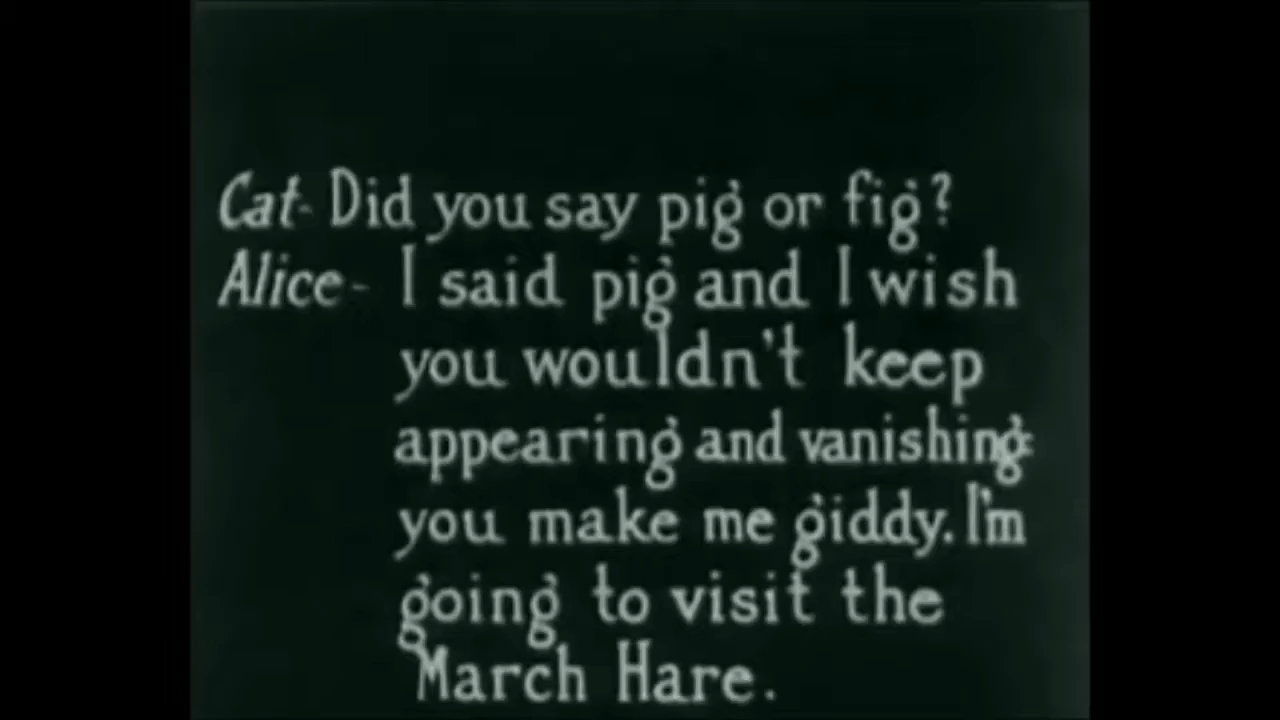 Cat- Did you say pig or fig?
Alice- I said pig and I wish
you wouldn't keep
appearing and vanishing:
you make me giddy. I'm
going to visit the
March Hare.